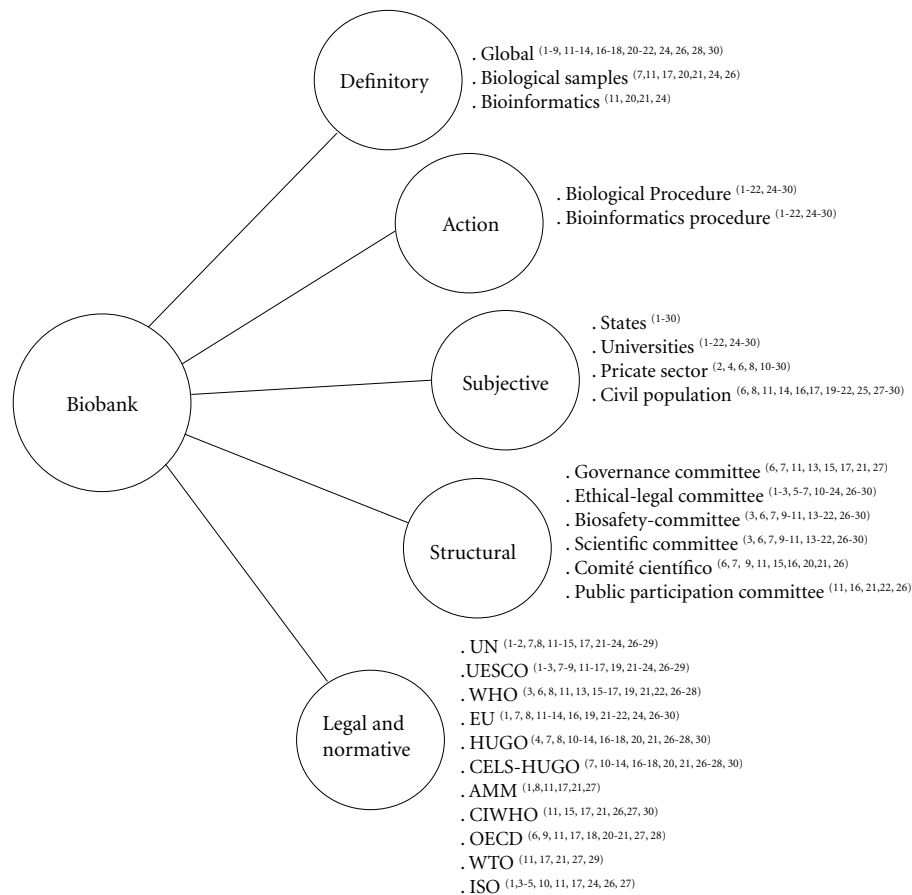 Definitory
. Global (1-9, 11-14, 16-18, 20-22, 24, 26, 28, 30)
. Biological samples (7,11, 17, 20,21, 24, 26)
. Bioinformatics (11, 20,21, 24)
Action
. Biological Procedure (1-22, 24-30)
. Bioinformatics procedure (1-22, 24-30)
Biobank
Subjective
. States (1-30)
. Universities (1-22, 24-30)
. Pricate sector (2, 4, 6, 8, 10-30)
. Civil population (6, 8, 11, 14, 16,17, 19-22, 25, 27-30)
Structural
. Governance committee (6, 7, 11, 13, 15, 17, 21, 27)
. Ethical-legal committee (1-3, 5-7, 10-24, 26-30)
. Biosafety-committee (3, 6, 7, 9-11, 13-22, 26-30)
. Scientific committee (3, 6, 7, 9-11, 13-22, 26-30)
. Comité científico (6, 7, 9, 11, 15,16, 20,21, 26)
. Public participation committee (11, 16, 21,22, 26)
Legal and
normative
. UN (1-2, 7,8, 11-15, 17, 21-24, 26-29)
.UESCO (1-3, 7-9, 11-17, 19, 21-24, 26-29)
. WHO (3, 6, 8, 11, 13, 15-17, 19, 21,22, 26-28)
. EU (1, 7, 8, 11-14, 16, 19, 21-22, 24, 26-30)
. HUGO (4, 7, 8, 10-14, 16-18, 20, 21, 26-28, 30)
. CELS-HUGO (7, 10-14, 16-18, 20, 21, 26-28, 30)
. AMM (1,8,11,17,21,27)
. CIWHO (11, 15, 17, 21, 26,27, 30)
. OECD (6, 9, 11, 17, 18, 20-21, 27, 28)
. WTO (11, 17, 21, 27, 29)
. ISO (1,3-5, 10, 11, 17, 24, 26, 27)